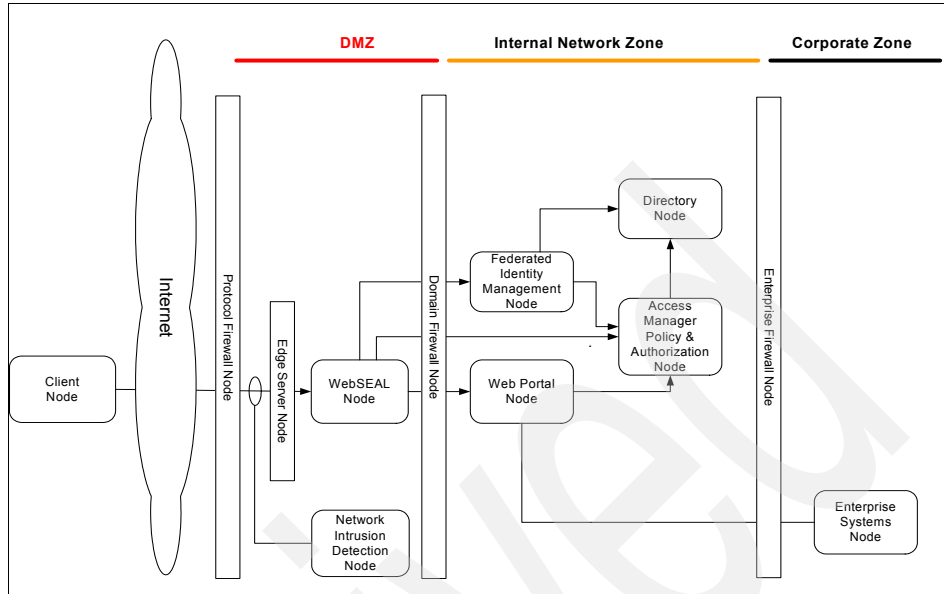 DMZ
Internal Network Zone
Corporate Zone
Internet
Protocol Firewall Node
Edge Server Node
Domain Firewall Node
Enterprise Firewall Node
Client
Node
WebSEAL
Node
Network
Intrusion
Detection
Node
Federated
Identity
Management
Node
Web Portal
Node
Directory
Node
Access
Manager
Policy &
Authorization
Node
Enterprise
Systems
Node